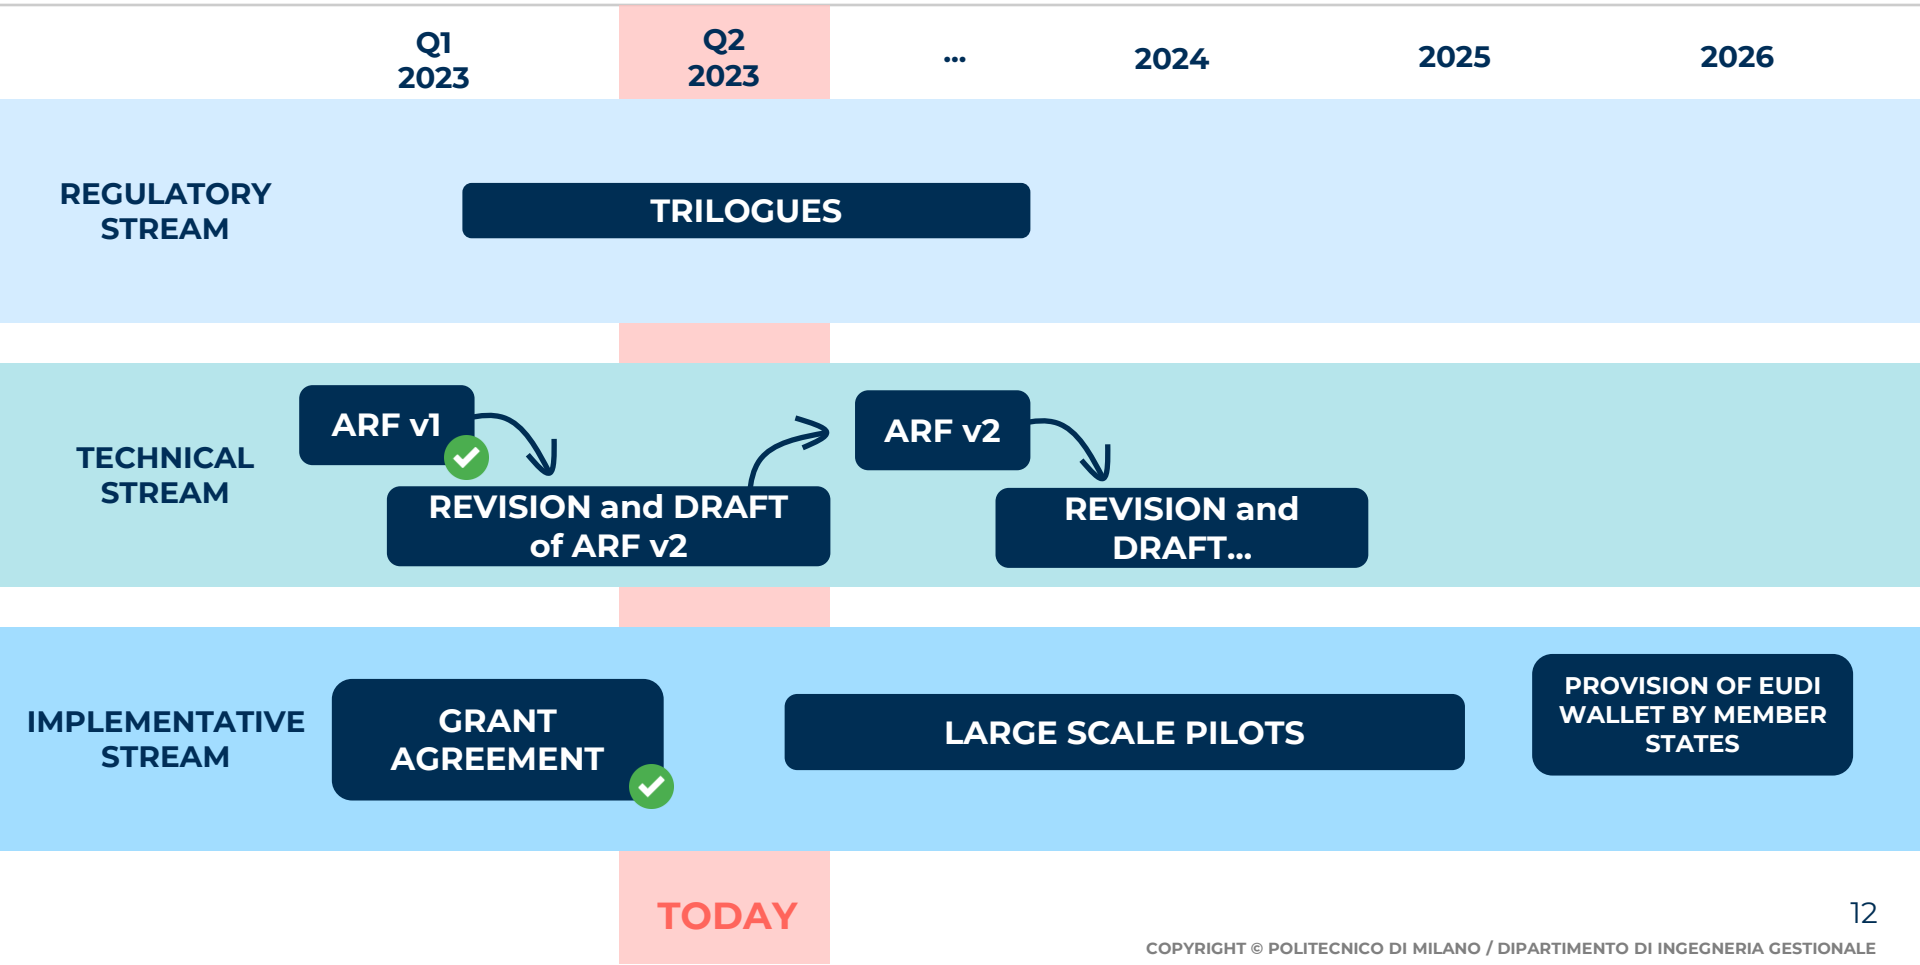 Q1
2023
Q2
2023
...
2024
2025
2026
REGULATORY
STREAM
TRILOGUES
TECHNICAL
STREAM
ARF v1
REVISION and DRAFT
of ARF v2
ARF v2
REVISION and
DRAFT...
IMPLEMENTATIVE
STREAM
GRANT
AGREEMENT
LARGE SCALE PILOTS
PROVISION OF EUDI
WALLET BY MEMBER
STATES
TODAY
12
COPYRIGHT © POLITECNICO DI MILANO / DIPARTIMENTO DI INGEGNERIA GESTIONALE